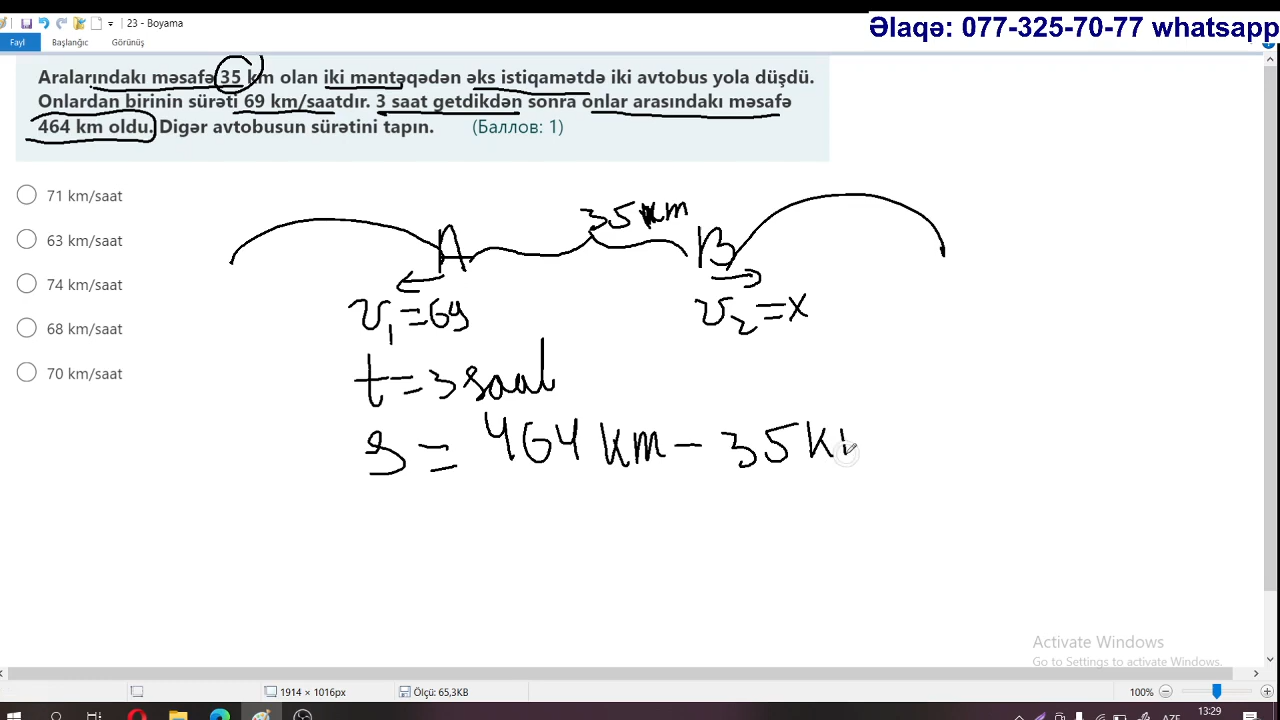 23 - Boyama
Əlaqə: 077-325-70-77 whatsapp
Fayl Başlanğıc Görünüş
Aralarındakı məsafə 35 km olan iki məntəqədən əks istiqamətdə iki avtobus yola düşdü.
Onlardan birinin sürəti 69 km/saatdır. 3 saat getdikdən sonra onlar arasındakı məsafə
464 km oldu. Digər avtobusun sürətini tapın. (Баллов: 1)
71 km/saat
63 km/saat
74 km/saat
68 km/saat
70 km/saat
35 km
A B
v₁=69 v₂=x
t=3 saat
s= 464 km - 35 k
Activate Windows
Go to Settings to activate Windows.
1914 × 1016px Ölçü: 65,3KB 100%
AZE 13:29